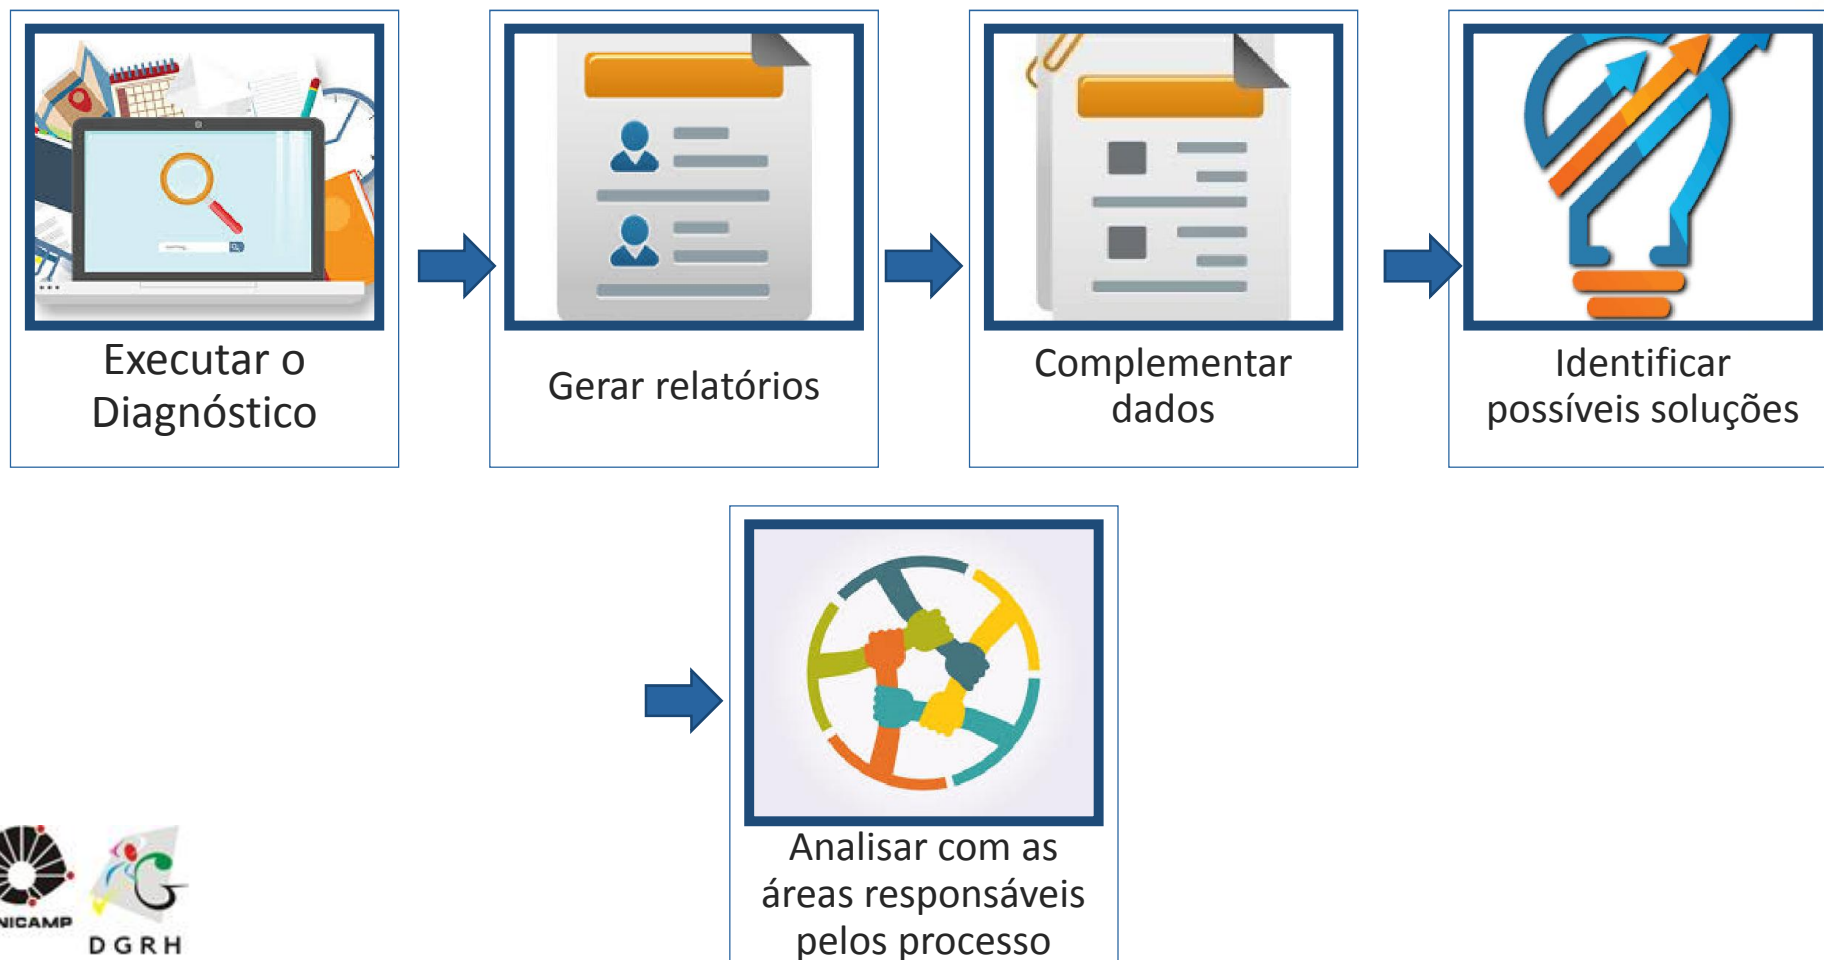 Executar o
Diagnóstico
Gerar relatórios
Complementar
dados
Identificar
possíveis soluções
Analisar com as
áreas responsáveis
pelos processo
NICAMP
DGRH